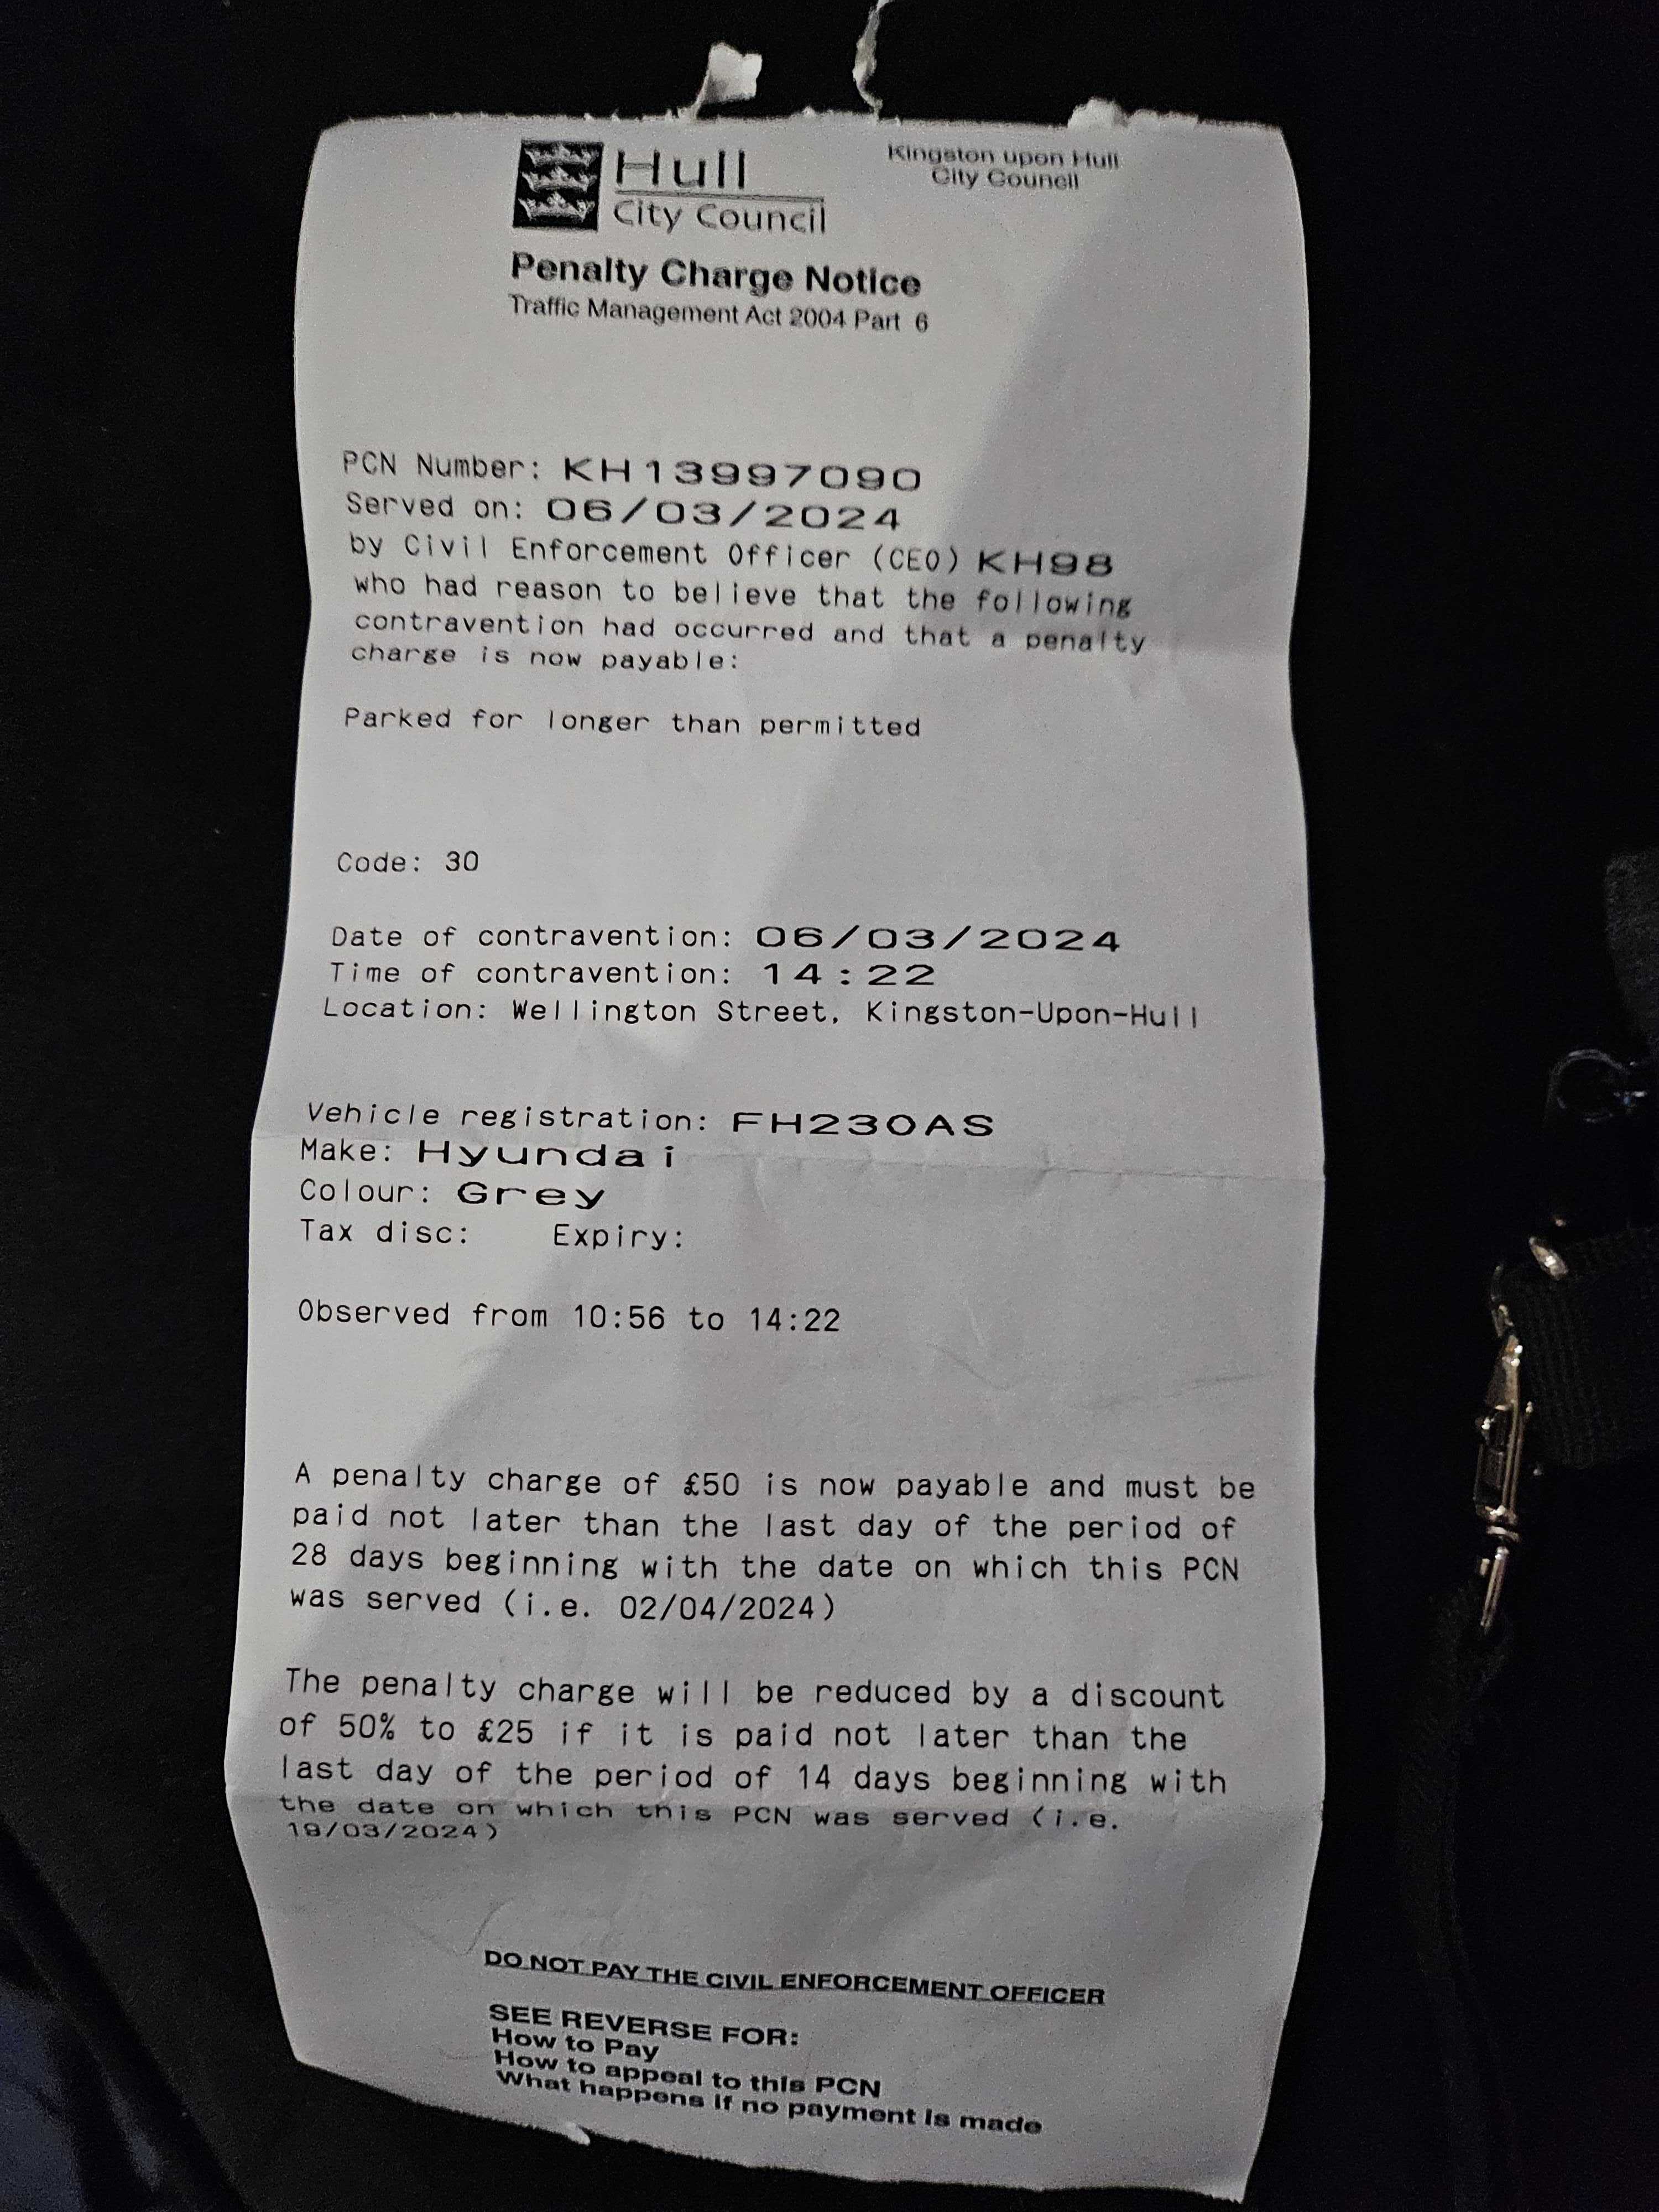 Hull
City Council
Kingston upon Hull
City Council
Penalty Charge Notice
Traffic Management Act 2004 Part 6
PCN Number: KH13997090
Served on: 06/03/2024
by Civil Enforcement Officer (CEO) KH98
who had reason to believe that the following
contravention had occurred and that a penalty
charge is now payable:
Parked for longer than permitted
Code: 30
Date of contravention: 06/03/2024
Time of contravention: 14:22
Location: Wellington Street, Kingston-Upon-Hull
Vehicle registration: FH23OAS
Make: Hyundai
Colour: Grey
Tax disc: Expiry:
Observed from 10:56 to 14:22
A penalty charge of £50 is now payable and must be
paid not later than the last day of the period of
28 days beginning with the date on which this PCN
was served (i.e. 02/04/2024)
The penalty charge will be reduced by a discount
of 50% to £25 if it is paid not later than the
last day of the period of 14 days beginning with
the date on which this PCN was served (i.e.
19/03/2024)
DO NOT PAY THE CIVIL ENFORCEMENT OFFICER
SEE REVERSE FOR:
How to Pay
How to appeal to this PCN
What happens if no payment is made